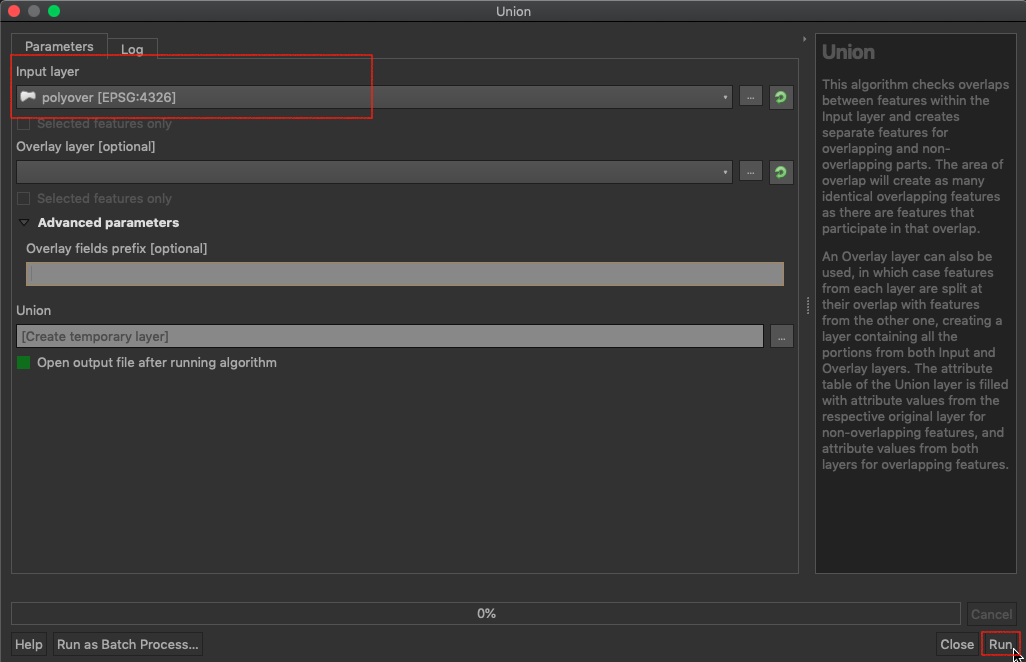 Union
Parameters
Log
Input layer
polyover [EPSG:4326]
...
Selected features only
Overlay layer [optional]
...
Selected features only
Advanced parameters
Overlay fields prefix [optional]
Union
[Create temporary layer]
...
Open output file after running algorithm
Union
This algorithm checks overlaps
between features within the
Input layer and creates
separate features for
overlapping and non-
overlapping parts. The area of
overlap will create as many
identical overlapping features
as there are features that
participate in that overlap.
An Overlay layer can also be
used, in which case features
from each layer are split at
their overlap with features
from the other one, creating a
layer containing all the
portions from both Input and
Overlay layers. The attribute
table of the Union layer is filled
with attribute values from the
respective original layer for
non-overlapping features, and
attribute values from both
layers for overlapping features.
0%
Cancel
Help
Run as Batch Process...
Close
Run